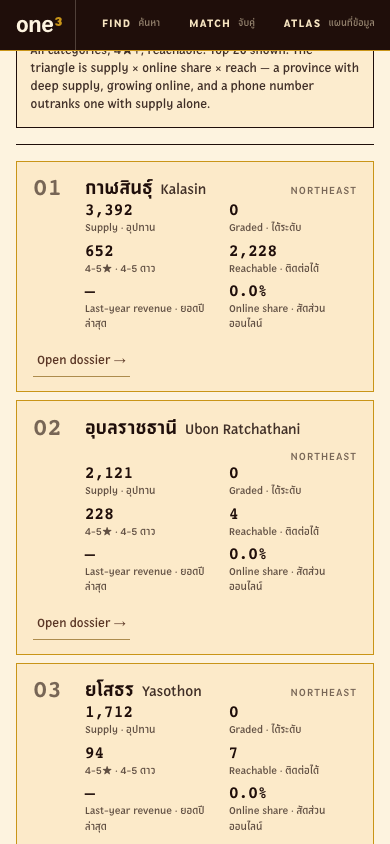 one³
FIND ค้นหา MATCH จับคู่ ATLAS แผนที่ข้อมูล
triangle is supply × online share × reach — a province with
deep supply, growing online, and a phone number
outranks one with supply alone.
01 กาฬสินธุ์ Kalasin NORTHEAST
3,392 0
Supply · อุปทาน Graded · ได้ระดับ
652 2,228
4–5★ · 4–5 ดาว Reachable · ติดต่อได้
— 0.0%
Last-year revenue · ยอดปี Online share · สัดส่วน
ล่าสุด ออนไลน์
Open dossier →
02 อุบลราชธานี Ubon Ratchathani
NORTHEAST
2,121 0
Supply · อุปทาน Graded · ได้ระดับ
228 4
4–5★ · 4–5 ดาว Reachable · ติดต่อได้
— 0.0%
Last-year revenue · ยอดปี Online share · สัดส่วน
ล่าสุด ออนไลน์
Open dossier →
03 ยโสธร Yasothon NORTHEAST
1,712 0
Supply · อุปทาน Graded · ได้ระดับ
94 7
4–5★ · 4–5 ดาว Reachable · ติดต่อได้
— 0.0%
Last-year revenue · ยอดปี Online share · สัดส่วน
ล่าสุด ออนไลน์